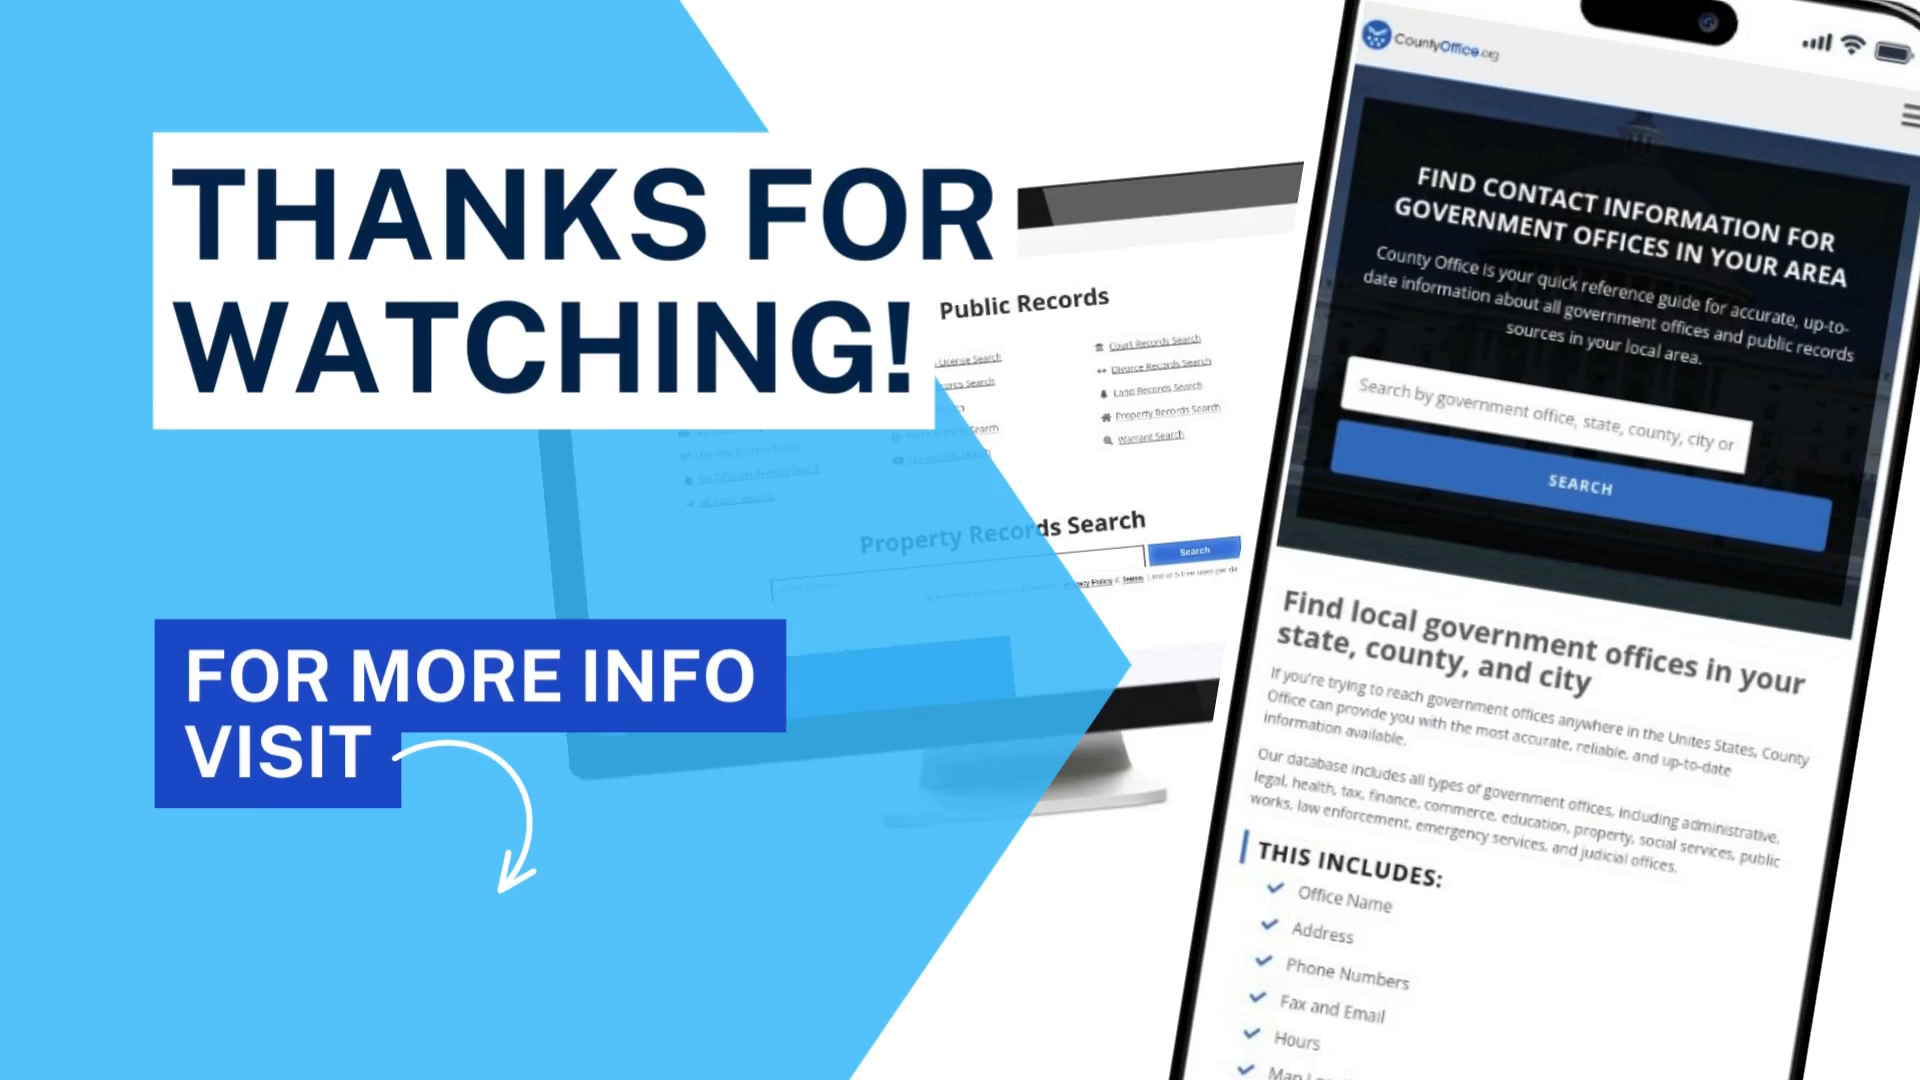 THANKS FOR
WATCHING!
FOR MORE INFO
VISIT
Public Records
License Search
Search
Search
Court Records Search
Divorce Records Search
Land Records Search
Property Records Search
Warrant Search
Property Records Search
Search
Policy & Terms
CountyOffice.org
FIND CONTACT INFORMATION FOR
GOVERNMENT OFFICES IN YOUR AREA
County Office is your quick reference guide for accurate, up-to-
date information about all government offices and public records
sources in your local area.
Search by government office, state, county, city or
SEARCH
Find local government offices in your
state, county, and city
If you're trying to reach government offices anywhere in the Unites States, County
Office can provide you with the most accurate, reliable, and up-to-date
information available.
Our database includes all types of government offices, including administrative,
legal, health, tax, finance, commerce, education, property, social services, public
works, law enforcement, emergency services, and judicial offices.
THIS INCLUDES:
Office Name
Address
Phone Numbers
Fax and Email
Hours